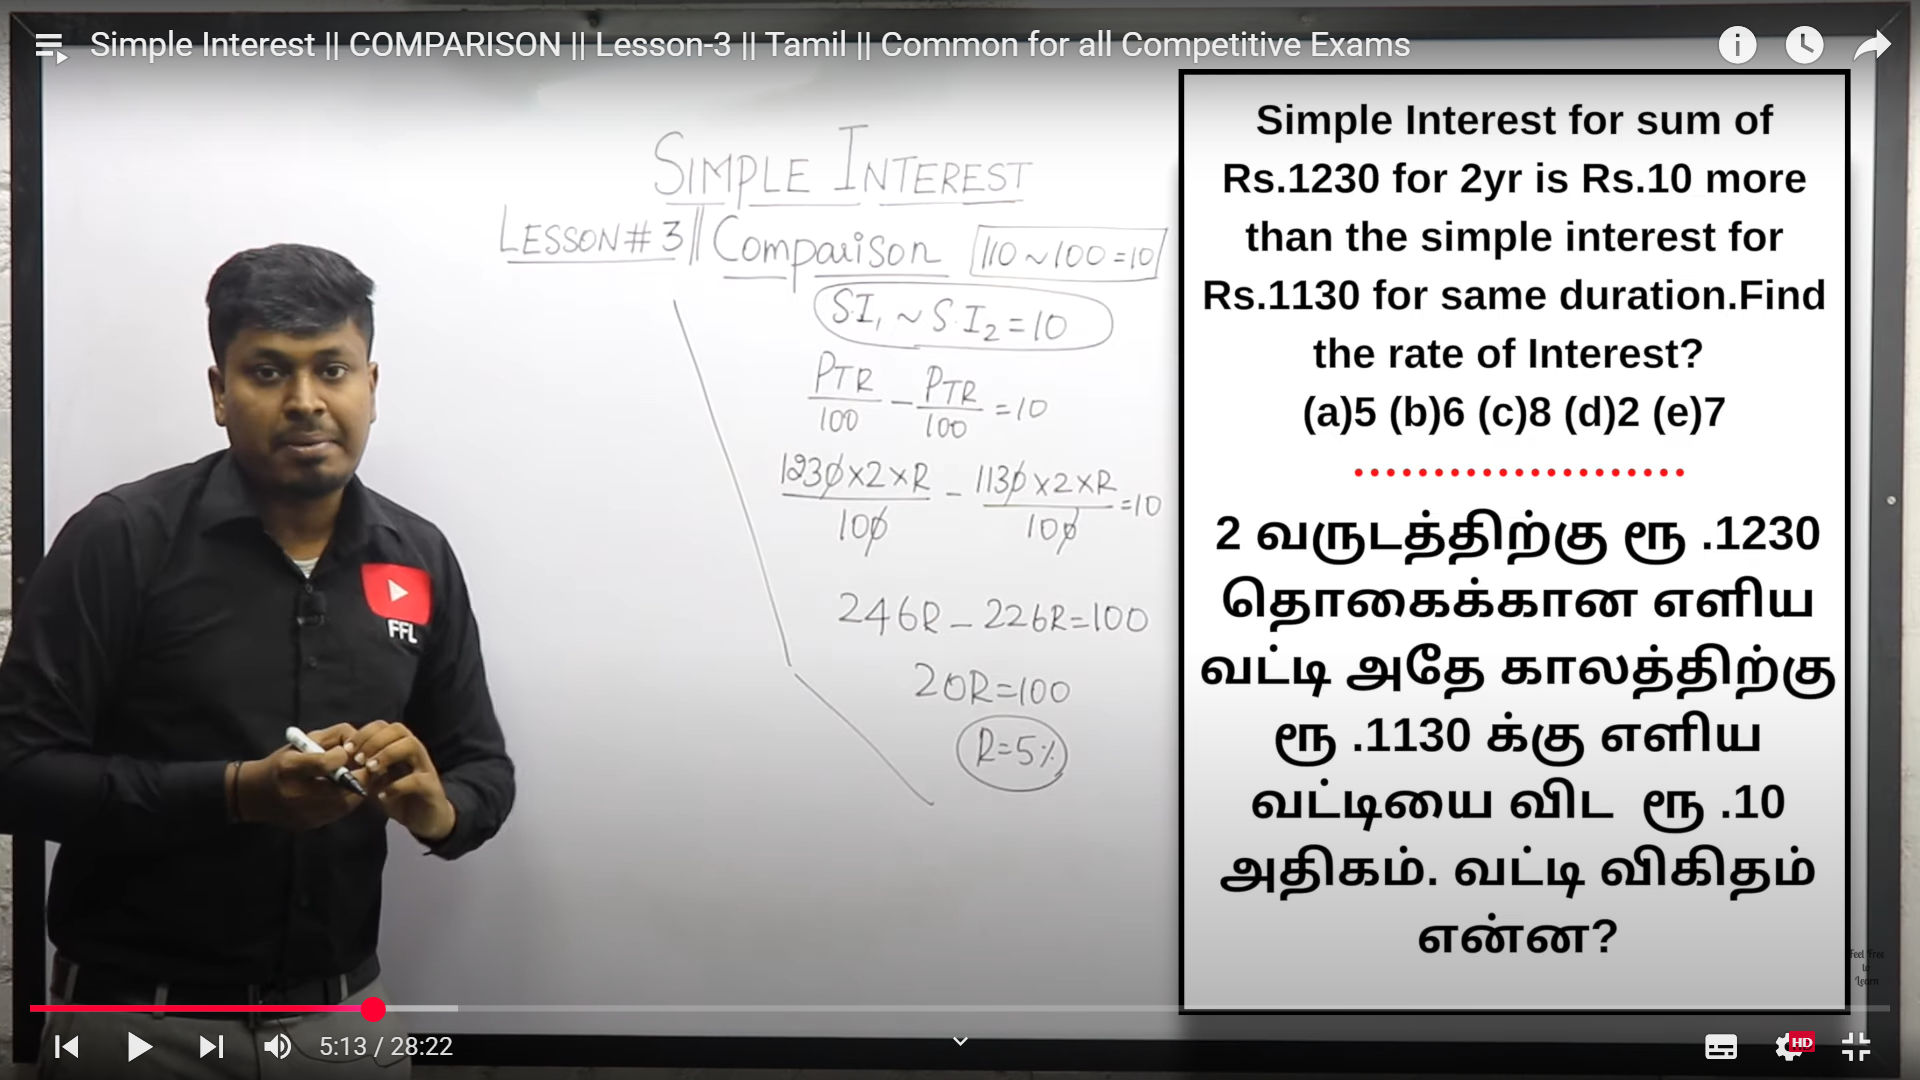 Simple Interest || COMPARISON || Lesson-3 || Tamil || Common for all Competitive Exams
SIMPLE INTEREST
LESSON# 3 || Comparison 110 ~ 100 = 10
S.I₁ ~ S.I₂ = 10
PTR/100 - PTR/100 = 10
1230 x 2 x R/100 - 1130 x 2 x R/100 = 10
246R - 226R = 100
20R = 100
R = 5%
FFL
Simple Interest for sum of
Rs.1230 for 2yr is Rs.10 more
than the simple interest for
Rs.1130 for same duration.Find
the rate of Interest?
(a)5 (b)6 (c)8 (d)2 (e)7
2 வருடத்திற்கு ரூ .1230
தொகைக்கான எளிய
வட்டி அதே காலத்திற்கு
ரூ .1130 க்கு எளிய
வட்டியை விட ரூ .10
அதிகம். வட்டி விகிதம்
என்ன?
Feel Free
to
Learn
5:13 / 28:22
HD